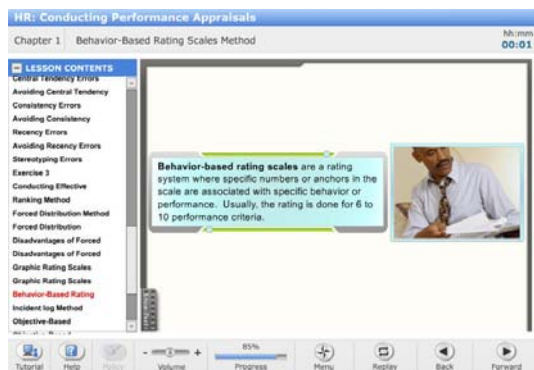 HR: Conducting Performance Appraisals
Chapter 1 Behavior-Based Rating Scales Method
hh:mm
00:01
LESSON CONTENTS
Central Tendency Errors
Avoiding Central Tendency
Consistency Errors
Avoiding Consistency
Recency Errors
Avoiding Recency Errors
Stereotyping Errors
Exercise 3
Conducting Effective
Ranking Method
Forced Distribution Method
Forced Distribution
Disadvantages of Forced
Disadvantages of Forced
Graphic Rating Scales
Graphic Rating Scales
Behavior-Based Rating
Incident log Method
Objective-Based
Behavior-based rating scales are a rating
system where specific numbers or anchors in the
scale are associated with specific behavior or
performance. Usually, the rating is done for 6 to
10 performance criteria.
- +
85%
Tutorial Help Policy Volume Progress Menu Replay Back Forward